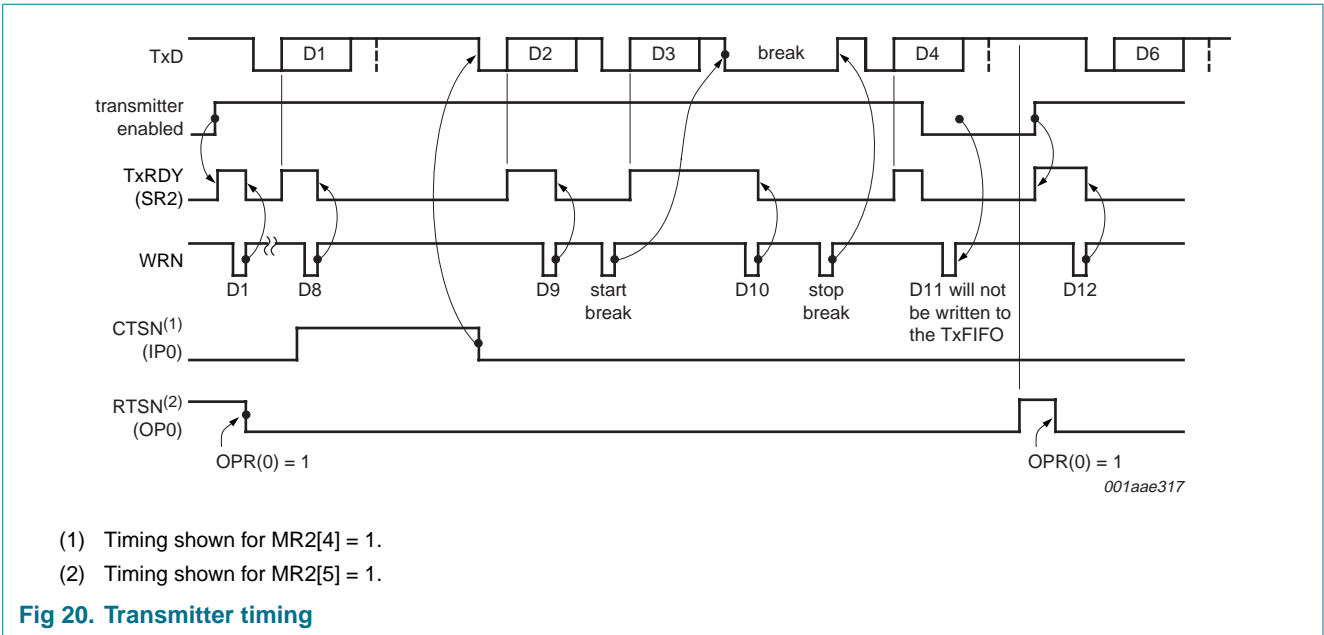 TxD
D1
D2
D3
break
D4
D6
transmitter
enabled
TxRDY
(SR2)
WRN
D1
D8
D9
start
break
D10
stop
break
D11 will not
be written to
the TxFIFO
D12
CTSN(1)
(IP0)
RTSN(2)
(OP0)
OPR(0) = 1
OPR(0) = 1
001aae317
(1) Timing shown for MR2[4] = 1.
(2) Timing shown for MR2[5] = 1.
Fig 20. Transmitter timing